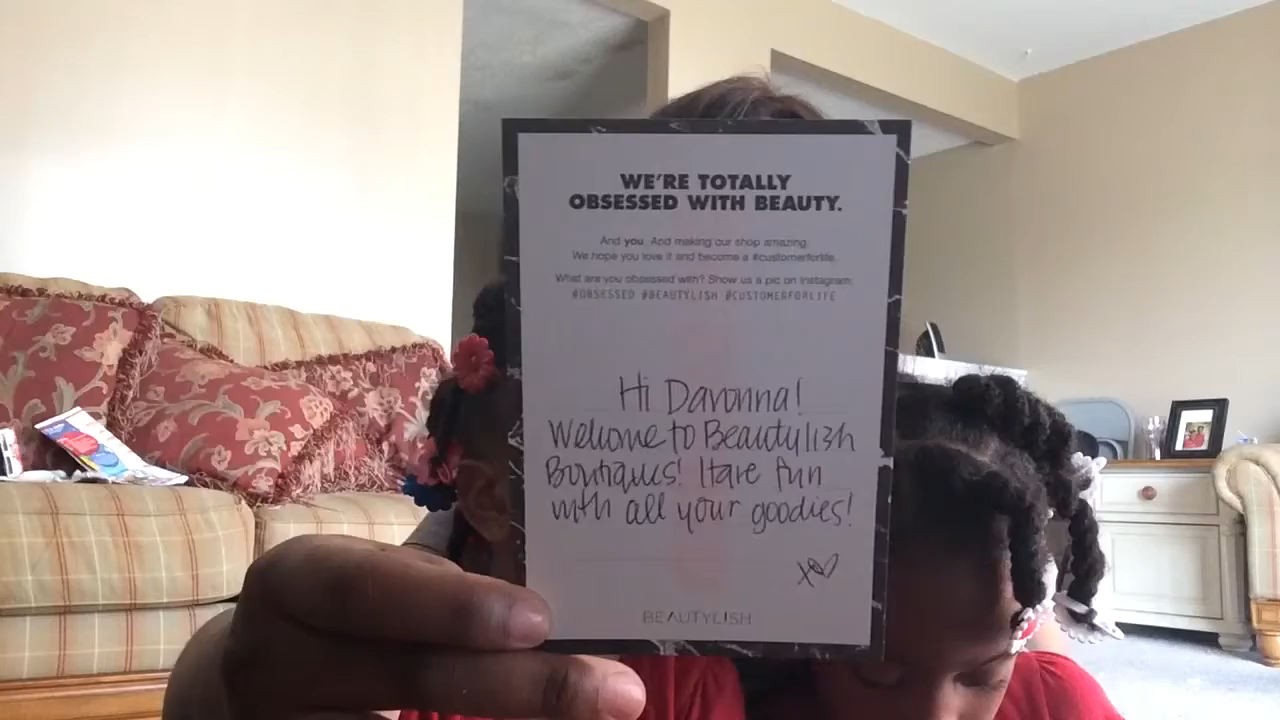 WE'RE TOTALLY
OBSESSED WITH BEAUTY.
And you. And making our shop amazing.
We hope you love it and become a #customerforlife.
What are you obsessed with? Show us a pic on Instagram:
#OBSESSED #BEAUTYLISH #CUSTOMERFORLIFE
Hi Davonna!
Welcome to Beautylish
Boutiques! Have fun
with all your goodies!
XO
BEAUTYLISH